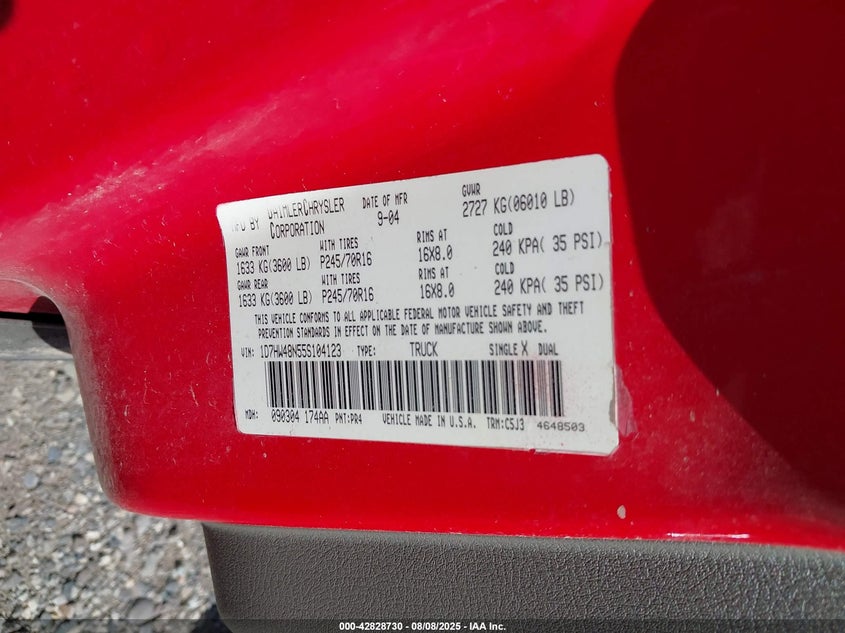 MFD BY DAIMLERCHRYSLER CORPORATION DATE OF MFR 9-04 GVWR 2727 KG(06010 LB)
GAWR FRONT WITH TIRES RIMS AT COLD
1633 KG(3600 LB) P245/70R16 16X8.0 240 KPA( 35 PSI)
GAWR REAR WITH TIRES RIMS AT COLD
1633 KG(3600 LB) P245/70R16 16X8.0 240 KPA( 35 PSI)
THIS VEHICLE CONFORMS TO ALL APPLICABLE FEDERAL MOTOR VEHICLE SAFETY AND THEFT
PREVENTION STANDARDS IN EFFECT ON THE DATE OF MANUFACTURE SHOWN ABOVE.
VIN: 1D7HW48N55S104123 TYPE: TRUCK SINGLE X DUAL
MDH: 090304 174AA PNT:PR4 VEHICLE MADE IN U.S.A. TRM:C5J3 4648503
000-42828730 - 08/08/2025 - IAA Inc.